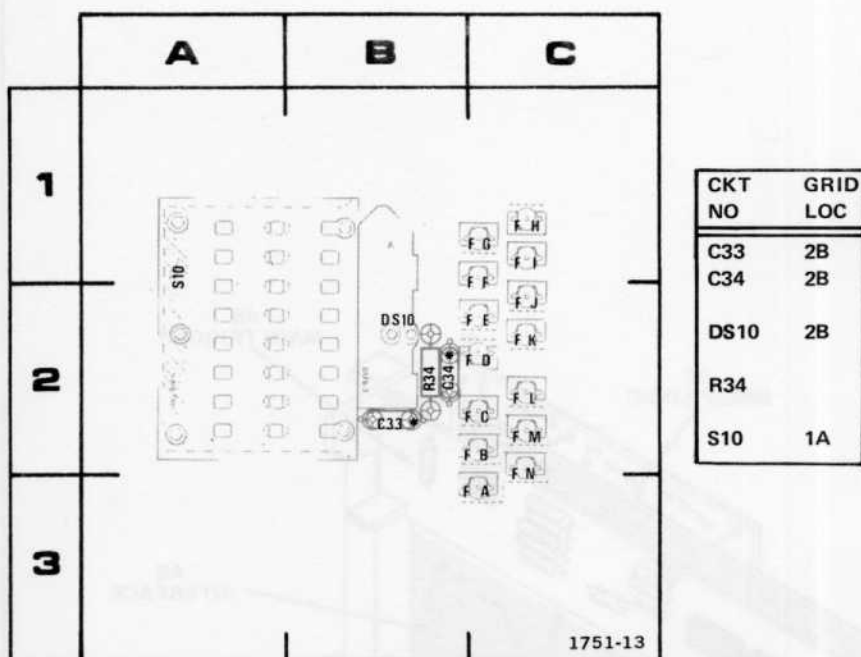 A B C
1
2
3
S10
DS10
R34
C34
C33
F G
F F
F E
F D
F C
F B
F A
F H
F I
F J
F K
F L
F M
F N
1751-13
CKT GRID
NO LOC
C33 2B
C34 2B
DS10 2B
R34
S10 1A